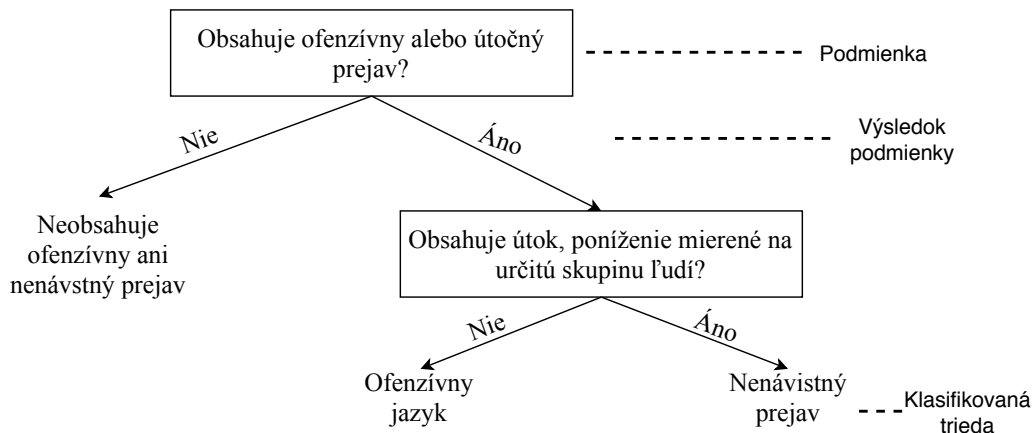 Obsahuje ofenzívny alebo útočný
prejav?
Podmienka
Nie
Áno
Výsledok
podmienky
Neobsahuje
ofenzívny ani
nenávstný prejav
Obsahuje útok, poníženie mierené na
určitú skupinu ľudí?
Nie
Áno
Ofenzívny
jazyk
Nenávistný
prejav
Klasifikovaná
trieda